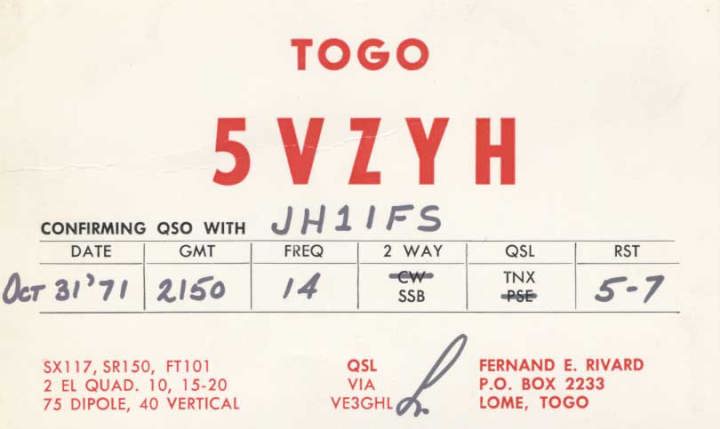 TOGO
5VZYH
CONFIRMING QSO WITH JH1IFS
DATE GMT FREQ 2 WAY QSL RST
Oct 31'71 2150 14 CW SSB TNX PSE 5-7
SX117, SR150, FT101
2 EL QUAD. 10, 15-20
75 DIPOLE, 40 VERTICAL
QSL
VIA
VE3GHL
FERNAND E. RIVARD
P.O. BOX 2233
LOME, TOGO